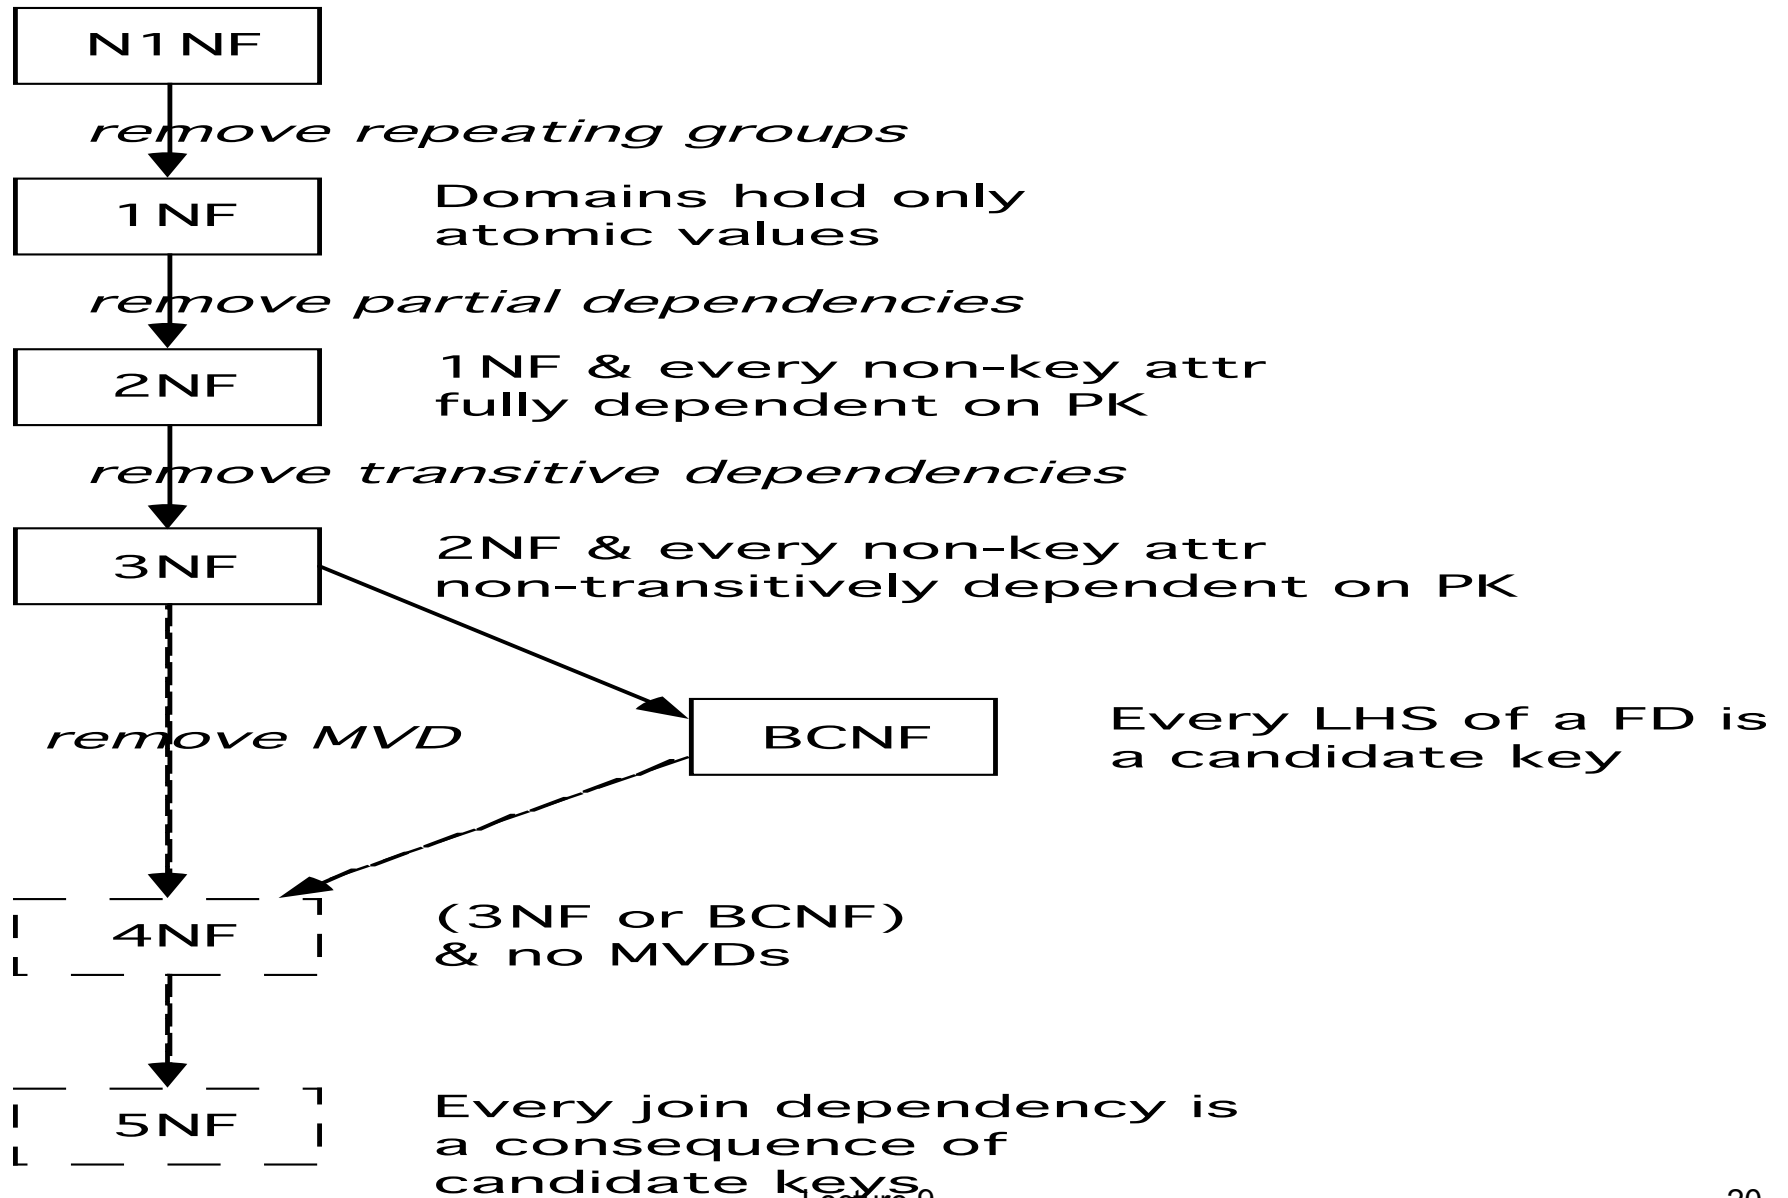 N1NF
remove repeating groups
1NF
Domains hold only
atomic values
remove partial dependencies
2NF
1NF & every non-key attr
fully dependent on PK
remove transitive dependencies
3NF
2NF & every non-key attr
non-transitively dependent on PK
remove MVD
BCNF
Every LHS of a FD is
a candidate key
4NF
(3NF or BCNF)
& no MVDs
5NF
Every join dependency is
a consequence of
candidate keys
Lecture 9
20